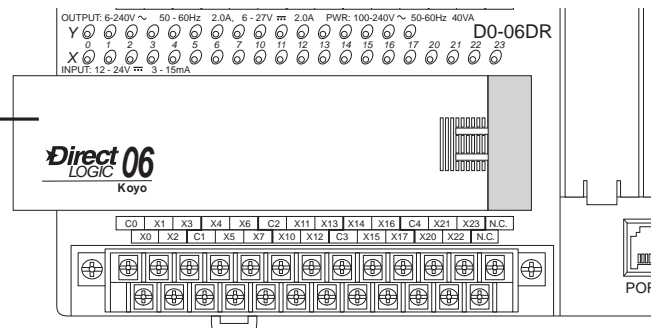 OUTPUT: 6-240V ∿ 50 - 60Hz 2.0A, 6 - 27V ⎓ 2.0A PWR: 100-240V ∿ 50-60Hz 40VA
Y D0-06DR
0 1 2 3 4 5 6 7 10 11 12 13 14 15 16 17 20 21 22 23
X
INPUT: 12 - 24V ⎓ 3 - 15mA
Direct
LOGIC 06
Koyo
C0 X1 X3 X4 X6 C2 X11 X13 X14 X16 C4 X21 X23 N.C.
X0 X2 C1 X5 X7 X10 X12 C3 X15 X17 X20 X22 N.C.